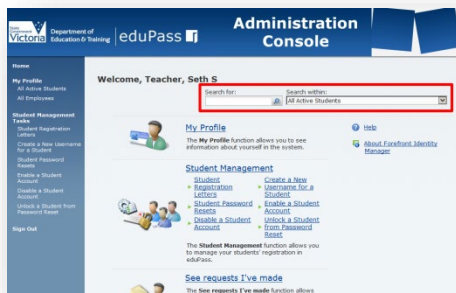 State
Government
Victoria
Department of
Education & Training
eduPass
Administration
Console
Home
My Profile
All Active Students
All Employees
Student Management
Tasks
Student Registration
Letters
Create a New Username
for a Student
Student Password
Resets
Enable a Student
Account
Disable a Student
Account
Unlock a Student from
Password Reset
Sign Out
Welcome, Teacher, Seth S
Search for:
Search within:
All Active Students
My Profile
The My Profile function allows you to see
information about yourself in the system.
Student Management
Student
Registration
Letters
Create a New
Username for a
Student
Student Password
Resets
Enable a Student
Account
Disable a Student
Account
Unlock a Student
from Password
Reset
The Student Management function allows you
to manage your students' registration in
eduPass.
See requests I've made
The See requests I've made function allows
Help
About Forefront Identity
Manager